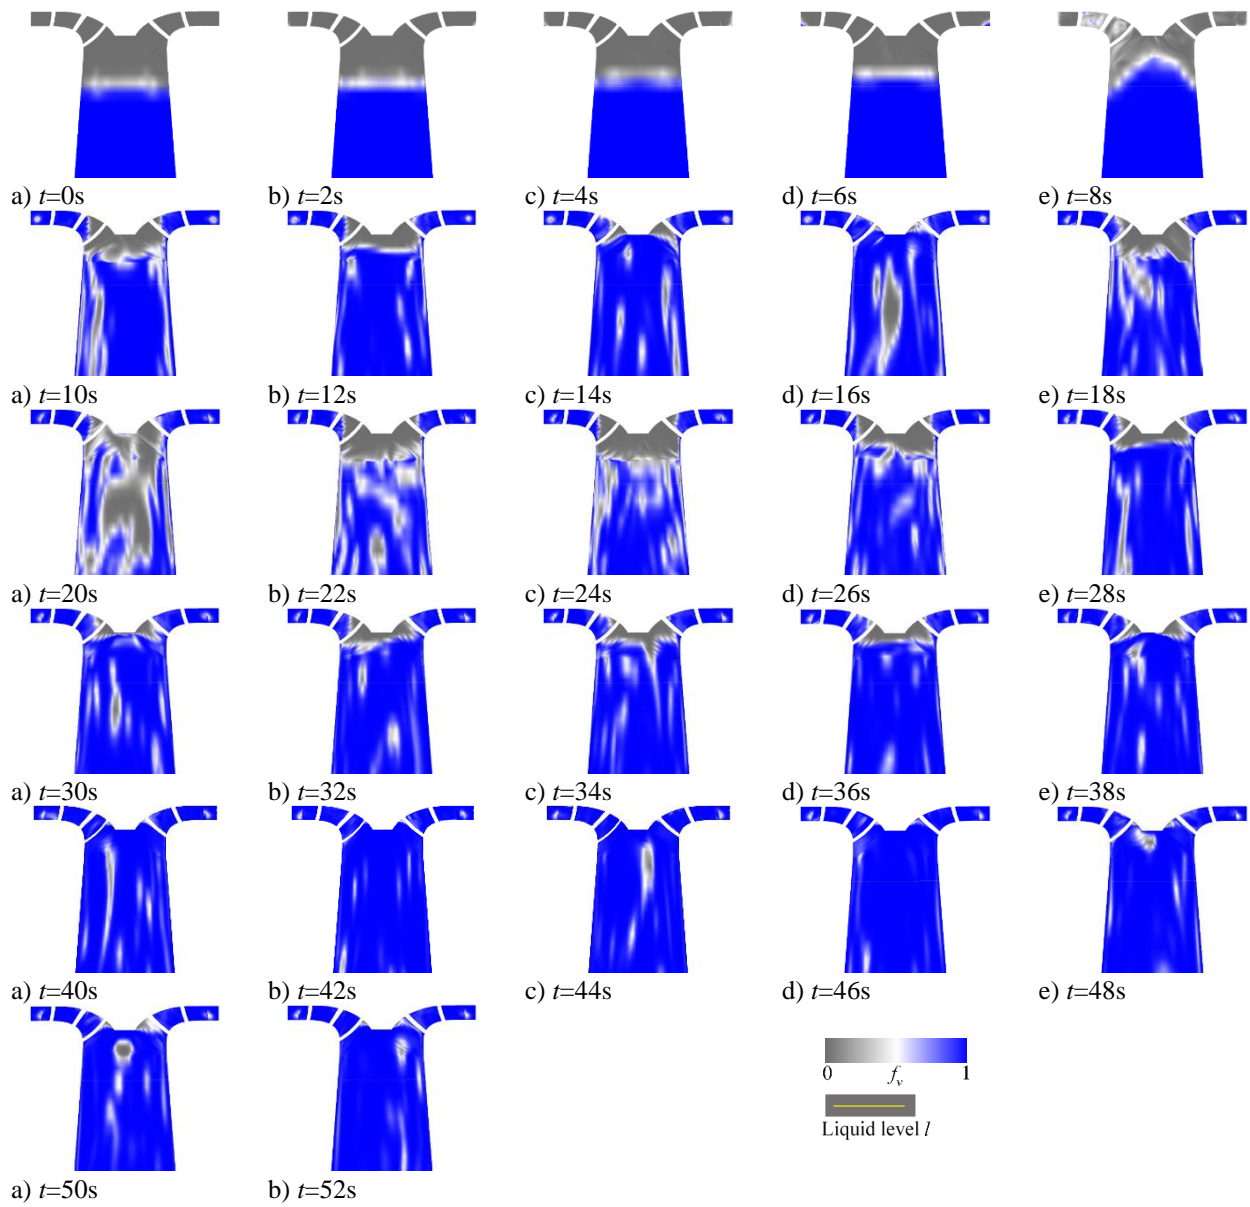 a) t=0s b) t=2s c) t=4s d) t=6s e) t=8s
a) t=10s b) t=12s c) t=14s d) t=16s e) t=18s
a) t=20s b) t=22s c) t=24s d) t=26s e) t=28s
a) t=30s b) t=32s c) t=34s d) t=36s e) t=38s
a) t=40s b) t=42s c) t=44s d) t=46s e) t=48s
0 fv 1
Liquid level l
a) t=50s b) t=52s